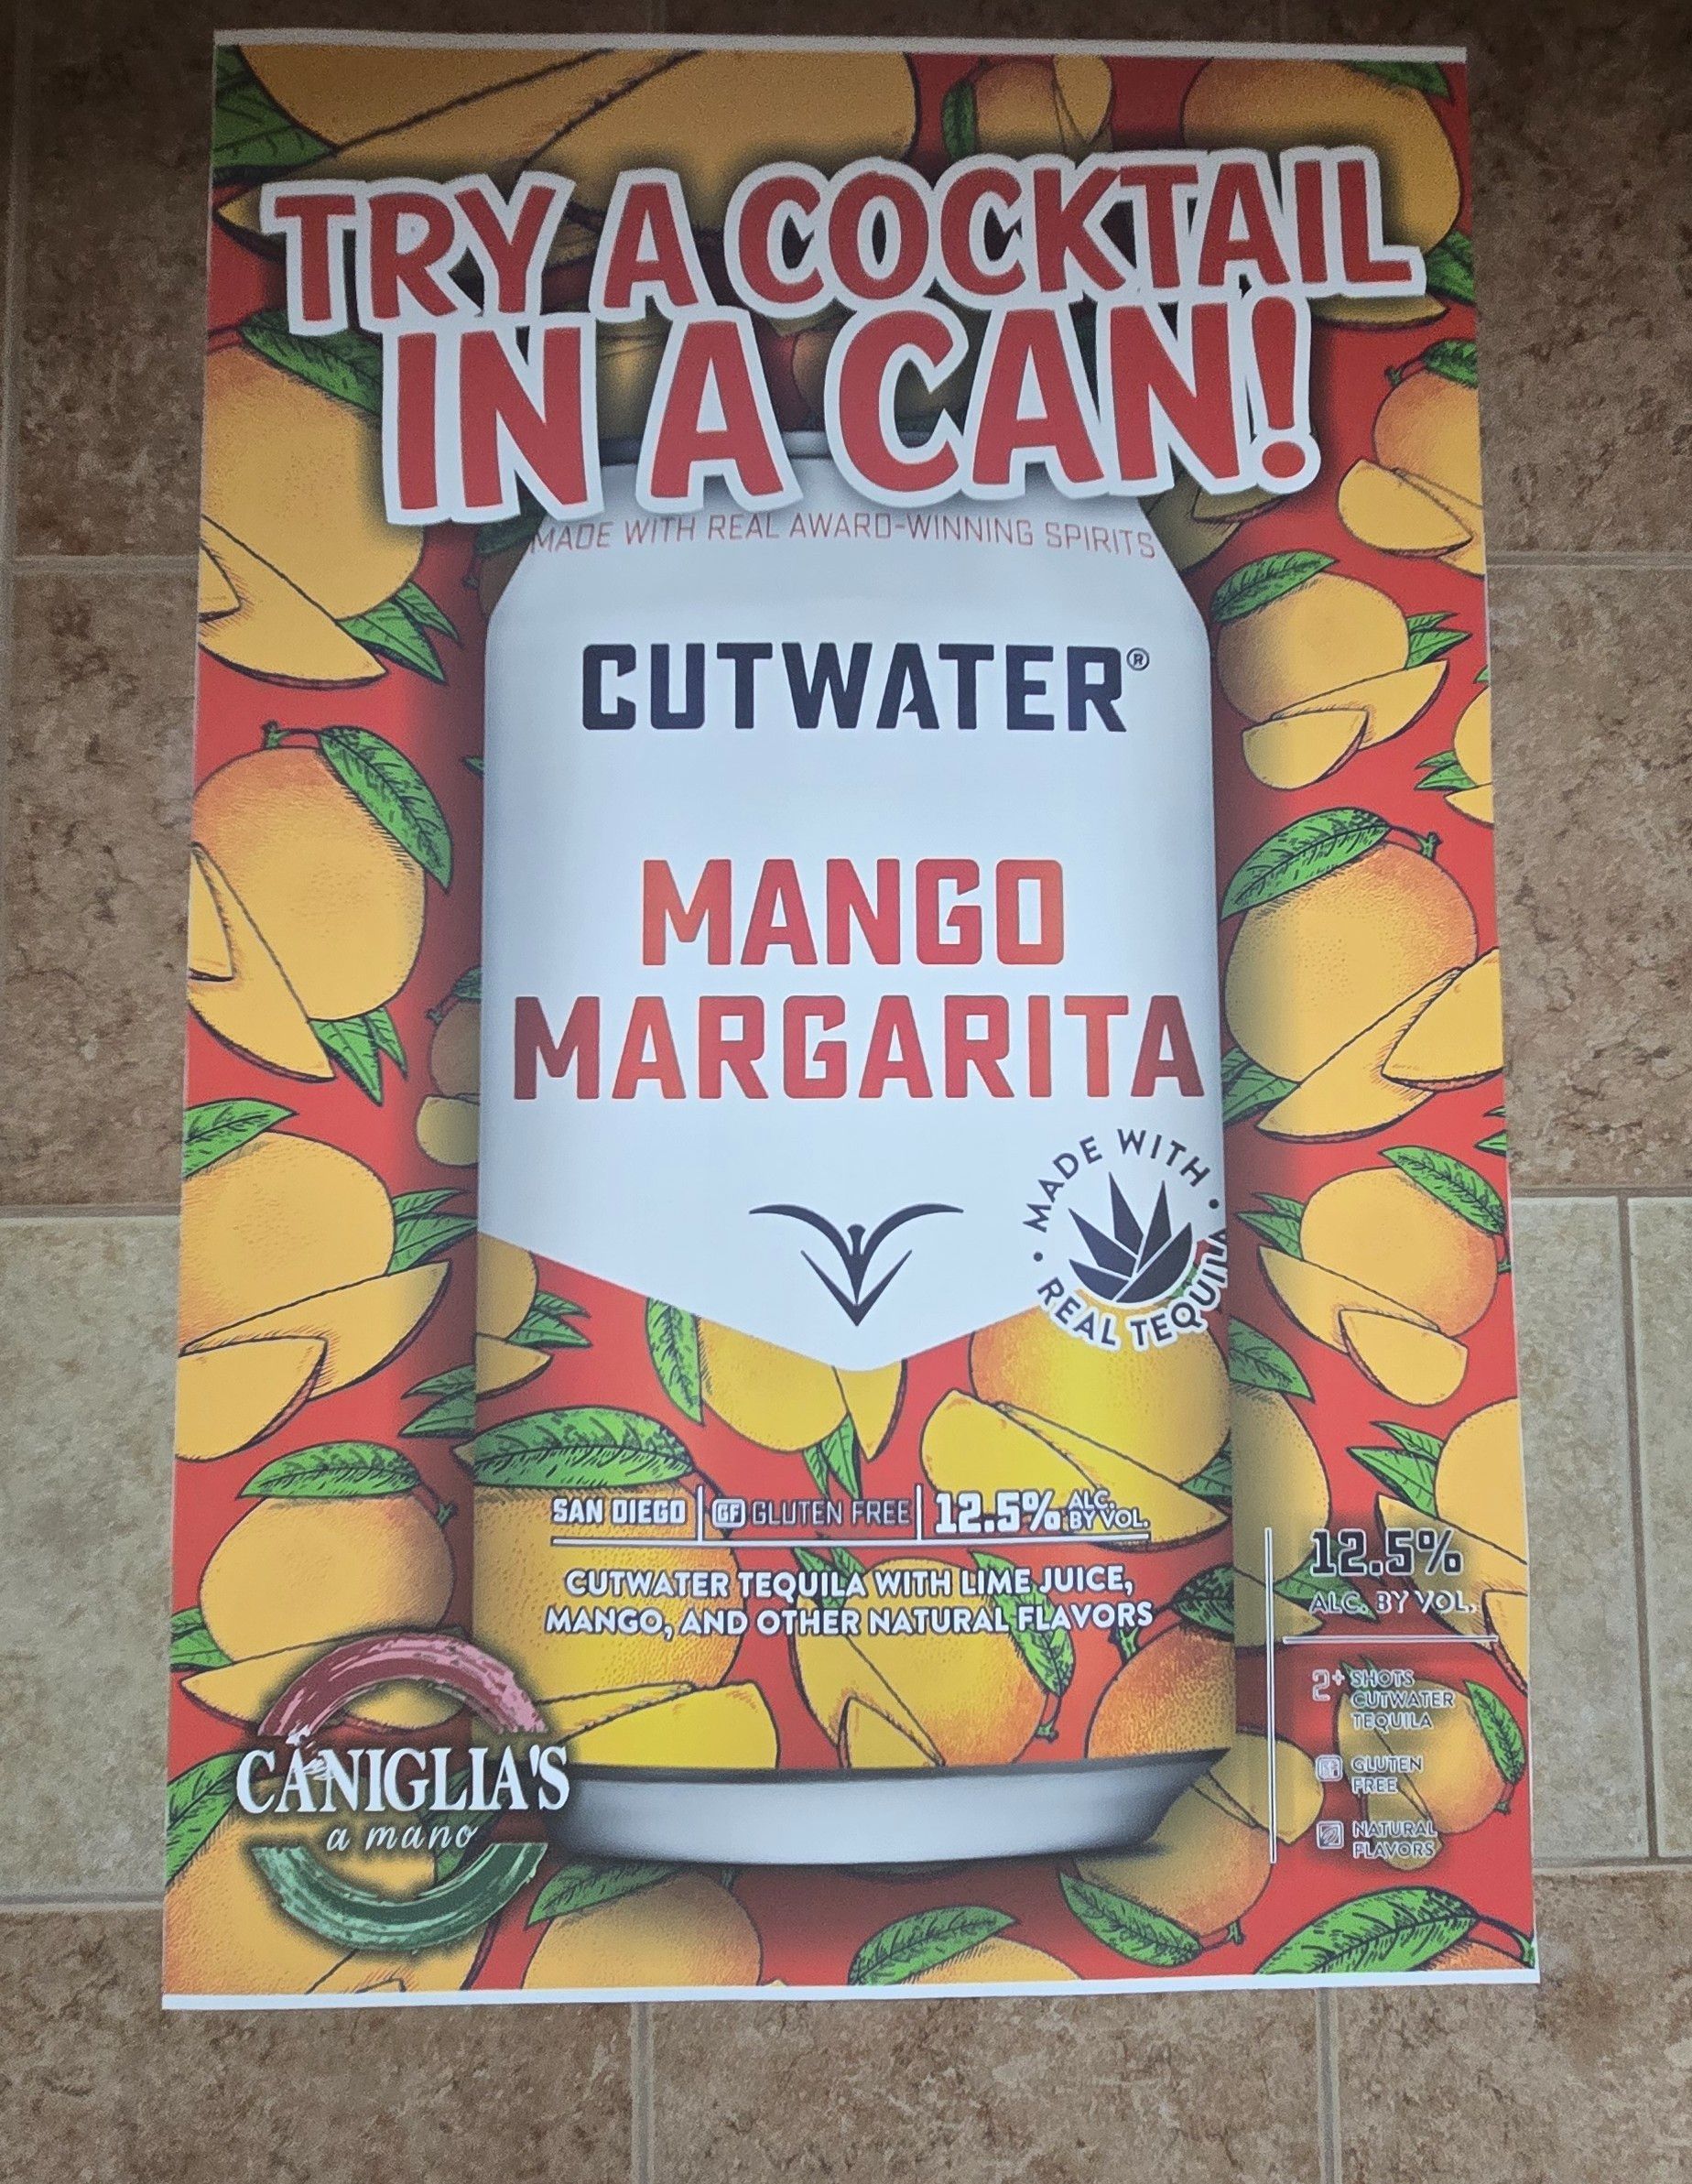 TRY A COCKTAIL
IN A CAN!
MADE WITH REAL AWARD-WINNING SPIRITS
CUTWATER®
MANGO
MARGARITA
MADE WITH
REAL TEQUILA
SAN DIEGO GF GLUTEN FREE 12.5% ALC. BY VOL.
CUTWATER TEQUILA WITH LIME JUICE,
MANGO, AND OTHER NATURAL FLAVORS
12.5%
ALC. BY VOL.
2+ SHOTS
CUTWATER
TEQUILA
GF GLUTEN
FREE
NATURAL
FLAVORS
CANIGLIA'S
a mano